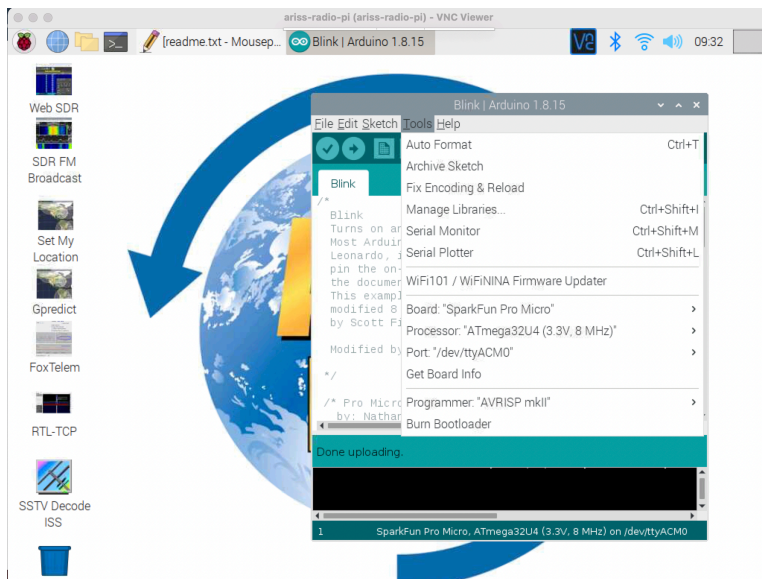 ariss-radio-pi (ariss-radio-pi) - VNC Viewer
[readme.txt - Mousep...
Blink | Arduino 1.8.15
09:32
Web SDR
SDR FM
Broadcast
Set My
Location
Gpredict
FoxTelem
RTL-TCP
SSTV Decode
ISS
Blink | Arduino 1.8.15
File Edit Sketch Tools Help
Blink
/*
Blink
Turns on an
Most Arduin
Leonardo, i
pin the on-
the documen
This exampl
modified 8
by Scott Fi
Modified by
*/
/* Pro Micro
by: Nathan
Auto Format Ctrl+T
Archive Sketch
Fix Encoding & Reload
Manage Libraries... Ctrl+Shift+I
Serial Monitor Ctrl+Shift+M
Serial Plotter Ctrl+Shift+L
WiFi101 / WiFiNINA Firmware Updater
Board: "SparkFun Pro Micro"
Processor: "ATmega32U4 (3.3V, 8 MHz)"
Port: "/dev/ttyACM0"
Get Board Info
Programmer: "AVRISP mkII"
Burn Bootloader
Done uploading.
1 SparkFun Pro Micro, ATmega32U4 (3.3V, 8 MHz) on /dev/ttyACM0